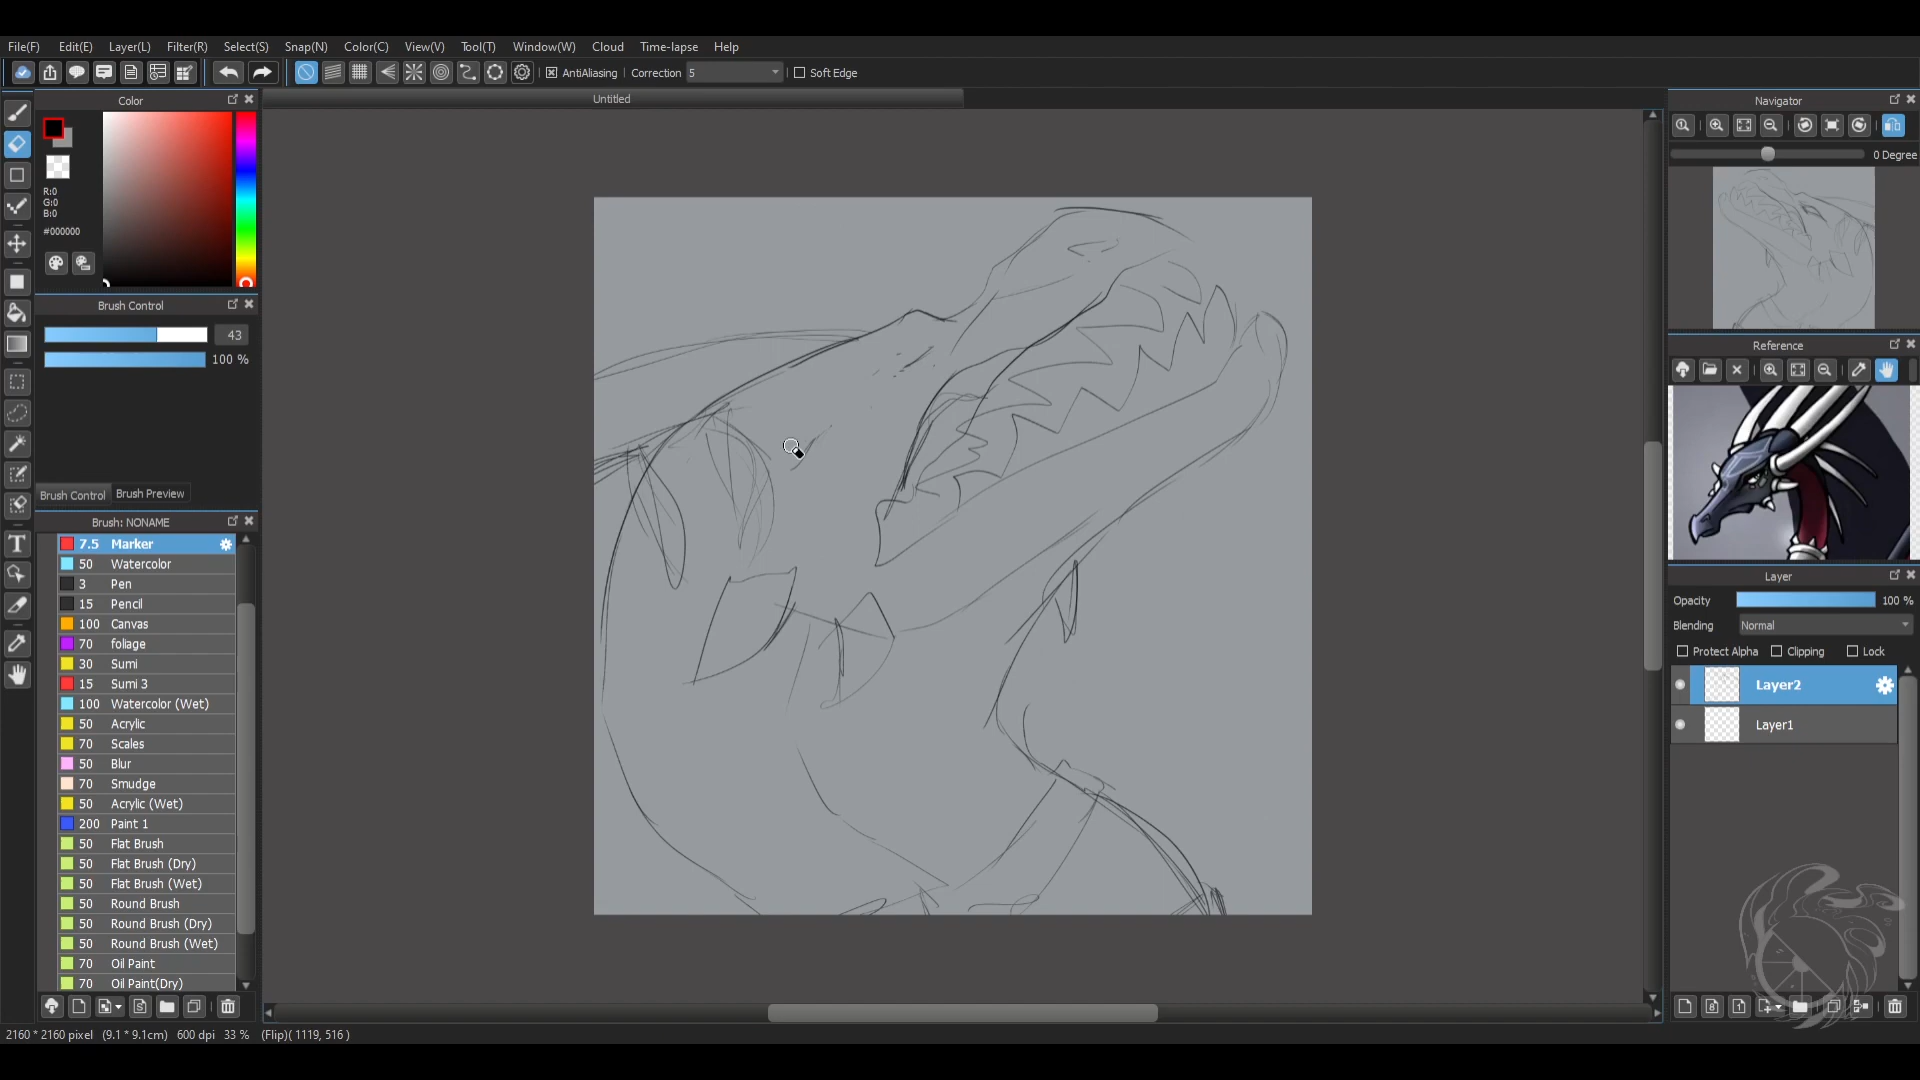 File(F) Edit(E) Layer(L) Filter(R) Select(S) Snap(N) Color(C) View(V) Tool(T) Window(W) Cloud Time-lapse Help
AntiAliasing Correction 5 Soft Edge
Color
Untitled
Navigator
0 Degree
R:0
G:0
B:0
#000000
Brush Control
43
100 %
Reference
Brush Control Brush Preview
Brush: NONAME
7.5 Marker
50 Watercolor
3 Pen
15 Pencil
100 Canvas
70 foliage
30 Sumi
15 Sumi 3
100 Watercolor (Wet)
50 Acrylic
70 Scales
50 Blur
70 Smudge
50 Acrylic (Wet)
200 Paint 1
50 Flat Brush
50 Flat Brush (Dry)
50 Flat Brush (Wet)
50 Round Brush
50 Round Brush (Dry)
50 Round Brush (Wet)
70 Oil Paint
70 Oil Paint(Dry)
Layer
Opacity 100 %
Blending Normal
Protect Alpha Clipping Lock
Layer2
Layer1
2160 * 2160 pixel (9.1 * 9.1cm) 600 dpi 33 % (Flip)( 1119, 516 )